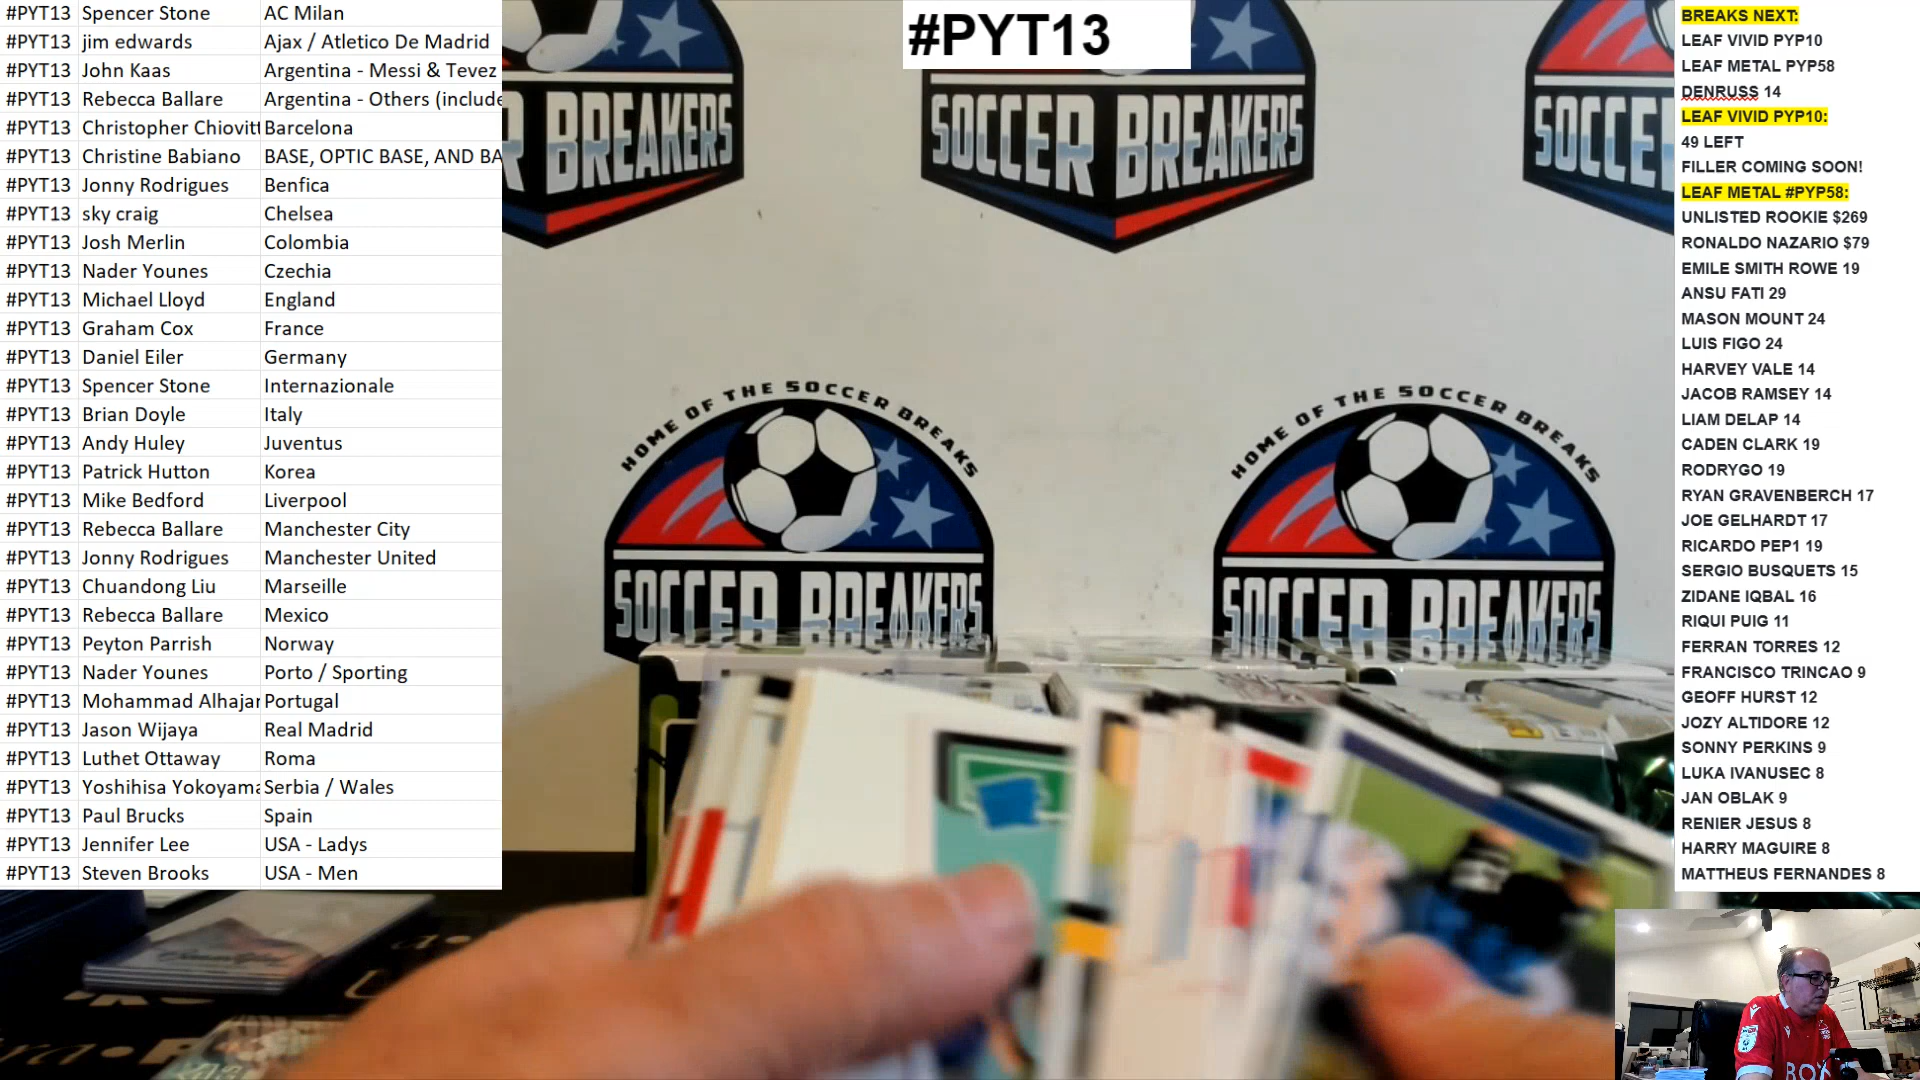 #PYT13 Spencer Stone AC Milan
#PYT13 jim edwards Ajax / Atletico De Madrid
#PYT13 John Kaas Argentina - Messi & Tevez
#PYT13 Rebecca Ballare Argentina - Others (include
#PYT13 Christopher Chiovitt Barcelona
#PYT13 Christine Babiano BASE, OPTIC BASE, AND BA
#PYT13 Jonny Rodrigues Benfica
#PYT13 sky craig Chelsea
#PYT13 Josh Merlin Colombia
#PYT13 Nader Younes Czechia
#PYT13 Michael Lloyd England
#PYT13 Graham Cox France
#PYT13 Daniel Eiler Germany
#PYT13 Spencer Stone Internazionale
#PYT13 Brian Doyle Italy
#PYT13 Andy Huley Juventus
#PYT13 Patrick Hutton Korea
#PYT13 Mike Bedford Liverpool
#PYT13 Rebecca Ballare Manchester City
#PYT13 Jonny Rodrigues Manchester United
#PYT13 Chuandong Liu Marseille
#PYT13 Rebecca Ballare Mexico
#PYT13 Peyton Parrish Norway
#PYT13 Nader Younes Porto / Sporting
#PYT13 Mohammad Alhajar Portugal
#PYT13 Jason Wijaya Real Madrid
#PYT13 Luthet Ottaway Roma
#PYT13 Yoshihisa Yokoyama Serbia / Wales
#PYT13 Paul Brucks Spain
#PYT13 Jennifer Lee USA - Ladys
#PYT13 Steven Brooks USA - Men
#PYT13
R BREAKERS
SOCCER BREAKERS
SOCCE
HOME OF THE SOCCER BREAKS
SOCCER BREAKERS
HOME OF THE SOCCER BREAKS
SOCCER BREAKERS
BREAKS NEXT:
LEAF VIVID PYP10
LEAF METAL PYP58
DENRUSS 14
LEAF VIVID PYP10:
49 LEFT
FILLER COMING SOON!
LEAF METAL #PYP58:
UNLISTED ROOKIE $269
RONALDO NAZARIO $79
EMILE SMITH ROWE 19
ANSU FATI 29
MASON MOUNT 24
LUIS FIGO 24
HARVEY VALE 14
JACOB RAMSEY 14
LIAM DELAP 14
CADEN CLARK 19
RODRYGO 19
RYAN GRAVENBERCH 17
JOE GELHARDT 17
RICARDO PEP1 19
SERGIO BUSQUETS 15
ZIDANE IQBAL 16
RIQUI PUIG 11
FERRAN TORRES 12
FRANCISCO TRINCAO 9
GEOFF HURST 12
JOZY ALTIDORE 12
SONNY PERKINS 9
LUKA IVANUSEC 8
JAN OBLAK 9
RENIER JESUS 8
HARRY MAGUIRE 8
MATTHEUS FERNANDES 8